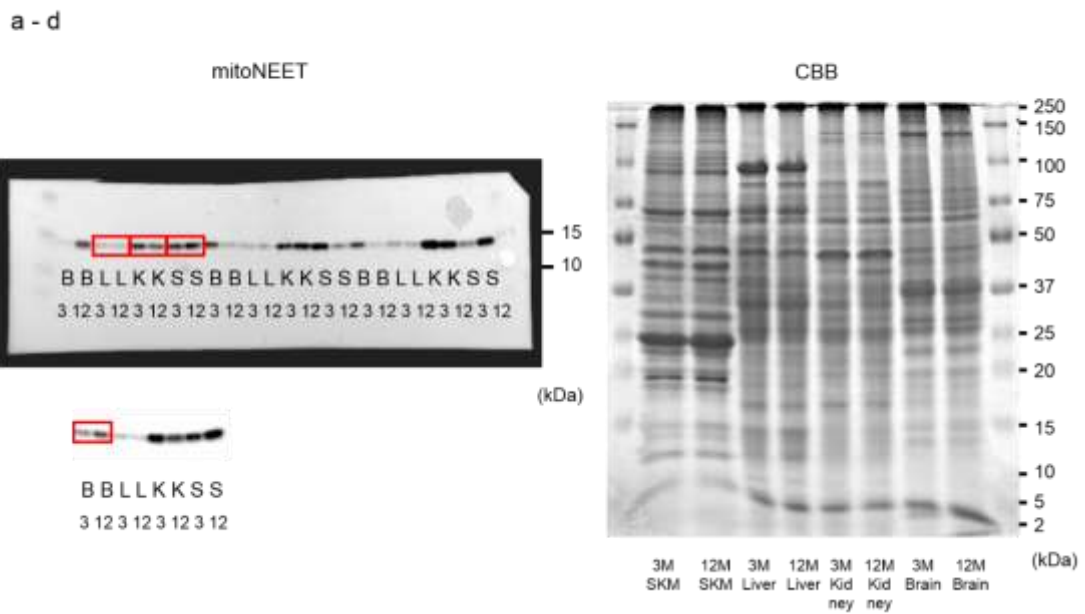 a - d
mitoNEET
CBB
15
10
B B L L K K S S B B L L K K S S B B L L K K S S
3 12 3 12 3 12 3 12 3 12 3 12 3 12 3 12 3 12 3 12 3 12 3 12
(kDa)
B B L L K K S S
3 12 3 12 3 12 3 12
250
150
100
75
50
37
25
20
15
10
5
2
(kDa)
3M 12M 3M 12M 3M 12M 3M 12M
SKM SKM Liver Liver Kid Kid Brain Brain
ney ney